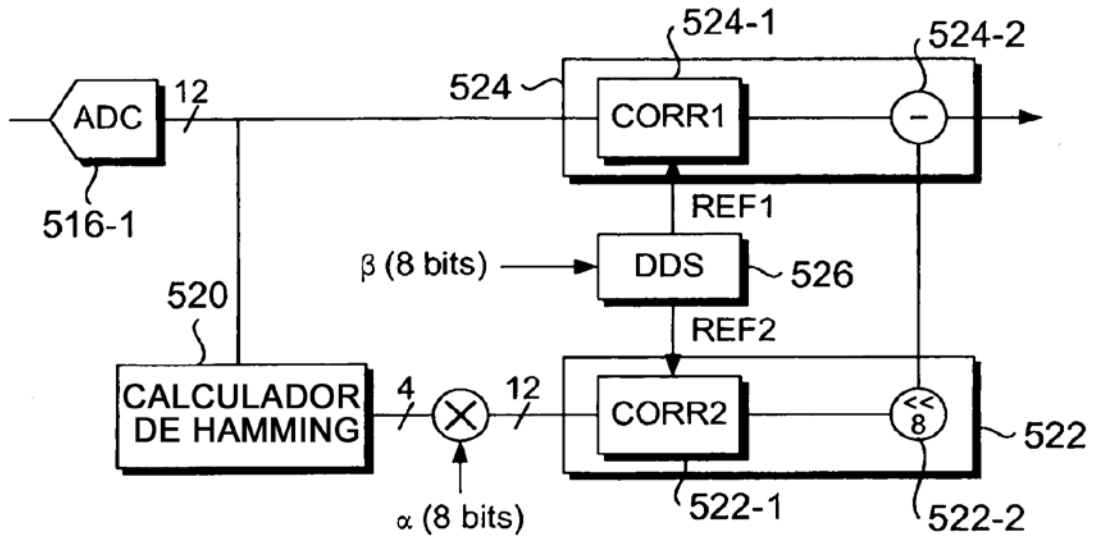 524-1
524-2
12
524
ADC
CORR1
−
516-1
REF1
β (8 bits)
DDS
526
520
REF2
CALCULADOR
DE HAMMING
4
×
12
CORR2
<<
8
522
α (8 bits)
522-1
522-2